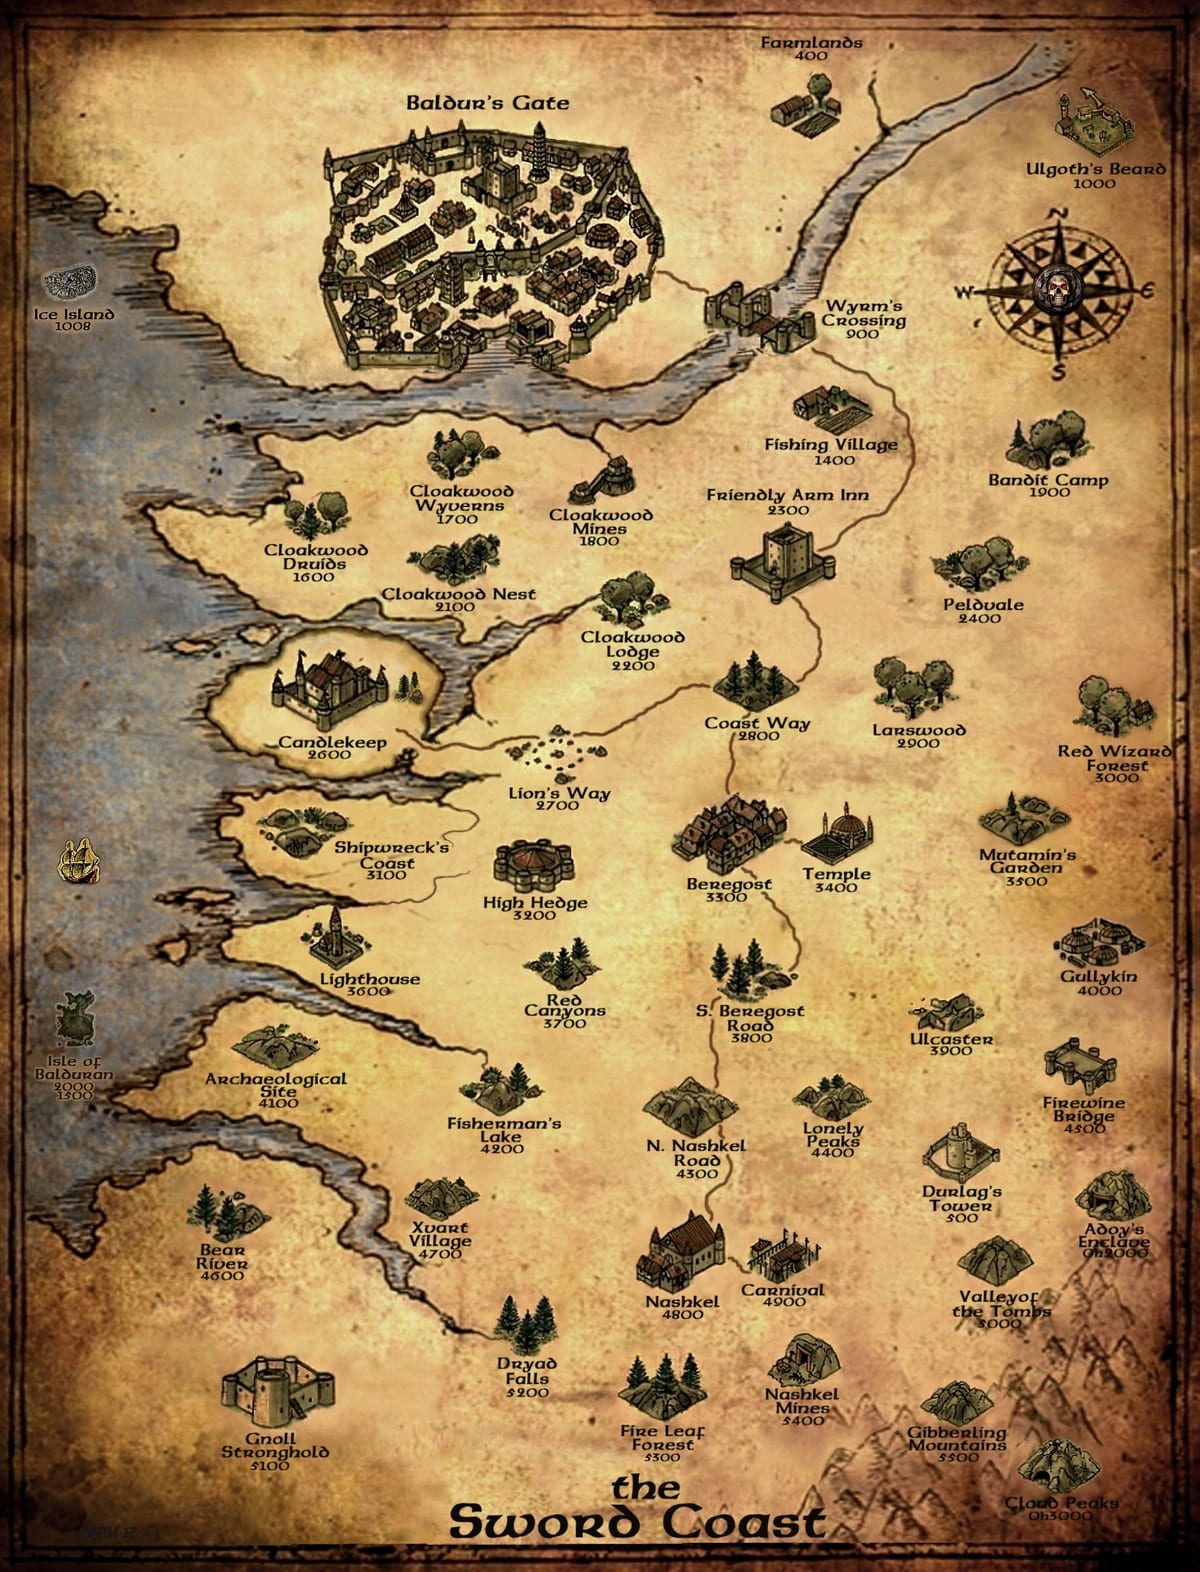 Farmlands
400
Baldur's Gate
Ulgoth's Beard
1000
N
W
E
S
Ice Island
1008
Wyrm's
Crossing
900
Fishing Village
1400
Bandit Camp
1900
Cloakwood
Wyverns
1700
Friendly Arm Inn
2300
Cloakwood
Mines
1800
Cloakwood
Druids
1600
Cloakwood Nest
2100
Peldvale
2400
Cloakwood
Lodge
2200
Candlekeep
2600
Coast Way
2800
Larswood
2900
Red Wizard
Forest
3000
Lion's Way
2700
Shipwreck's
Coast
3100
High Hedge
3200
Beregost
3300
Temple
3400
Mutamin's
Garden
3500
Lighthouse
3600
Red
Canyons
3700
S. Beregost
Road
3800
Gullykin
4000
Ulcaster
3900
Isle of
Balduran
2000
1500
Archaeological
Site
4100
Fisherman's
Lake
4200
N. Nashkel
Road
4300
Lonely
Peaks
4400
Firewine
Bridge
4500
Durlag's
Tower
500
Bear
River
4600
Xvart
Village
4700
Adoy's
Enclave
0h2000
Nashkel
4800
Carnival
4900
Valleyof
the Tombs
5000
Dryad
Falls
5200
Gnoll
Stronghold
5100
Fire Leaf
Forest
5300
Nashkel
Mines
5400
Gibberling
Mountains
5500
Cloud Peaks
0h3000
the
Sword Coast